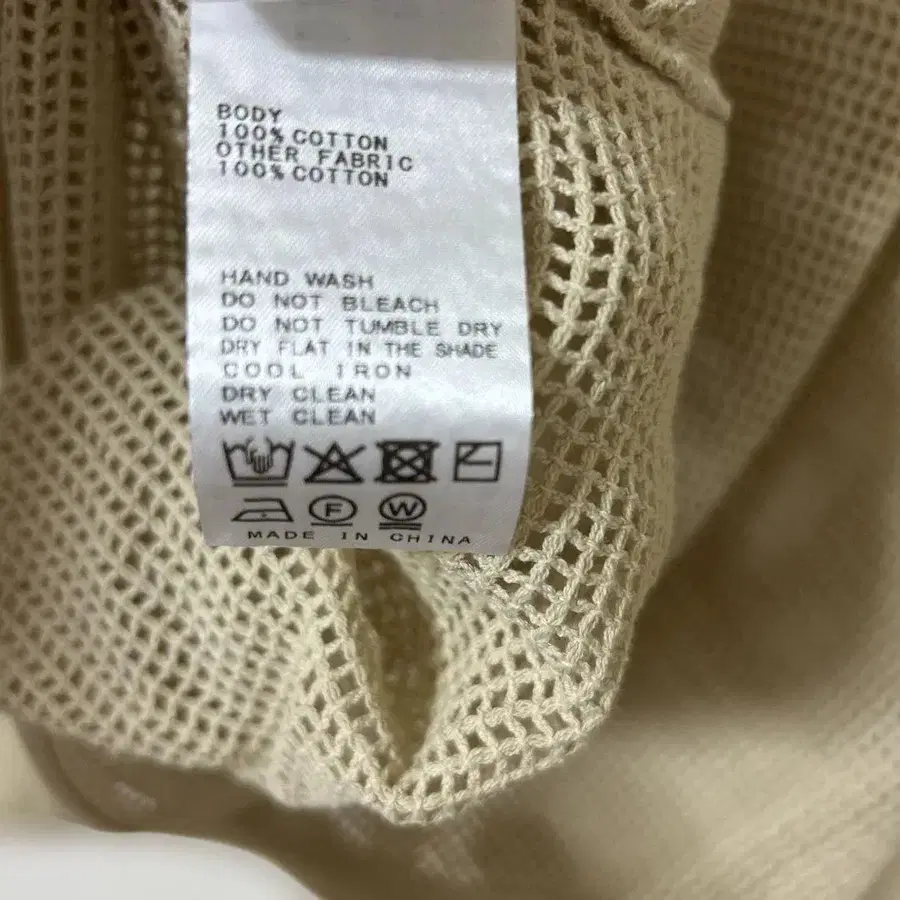 BODY
100% COTTON
OTHER FABRIC
100% COTTON
HAND WASH
DO NOT BLEACH
DO NOT TUMBLE DRY
DRY FLAT IN THE SHADE
COOL IRON
DRY CLEAN
WET CLEAN
F W
MADE IN CHINA